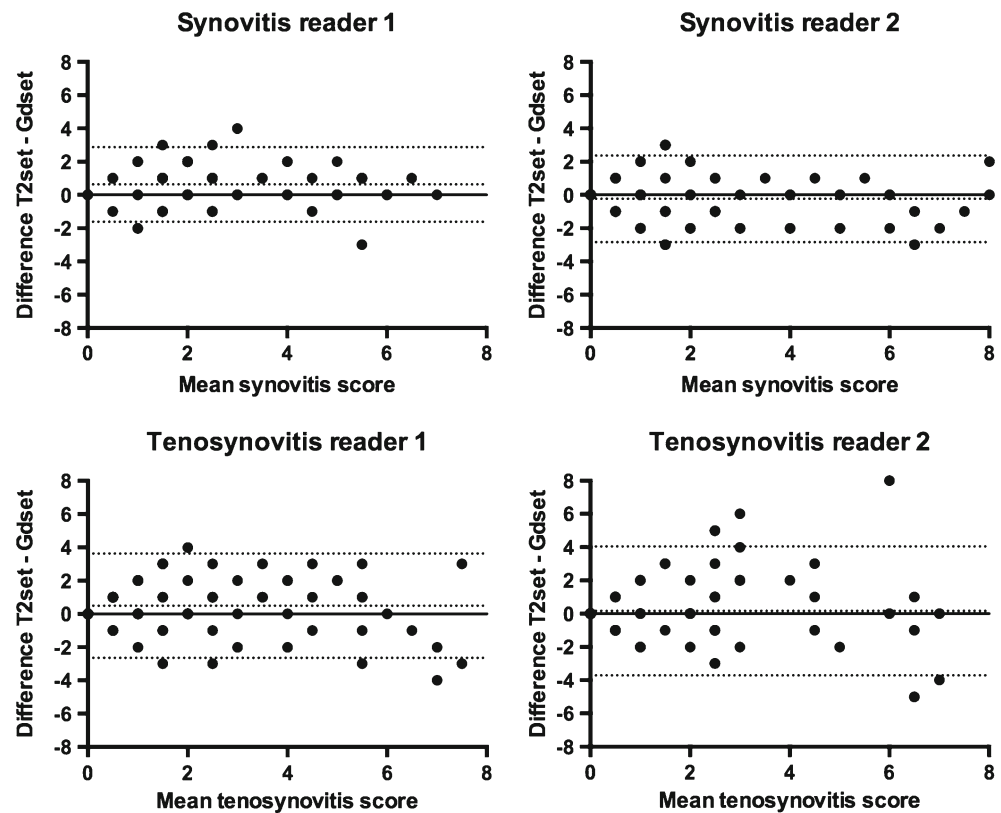 Synovitis reader 1
Difference T2set - Gdset
8
6
4
2
0
-2
-4
-6
-8
0 2 4 6 8
Mean synovitis score
Synovitis reader 2
Difference T2set - Gdset
8
6
4
2
0
-2
-4
-6
-8
0 2 4 6 8
Mean synovitis score
Tenosynovitis reader 1
Difference T2set - Gdset
8
6
4
2
0
-2
-4
-6
-8
0 2 4 6 8
Mean tenosynovitis score
Tenosynovitis reader 2
Difference T2set - Gdset
8
6
4
2
0
-2
-4
-6
-8
0 2 4 6 8
Mean tenosynovitis score